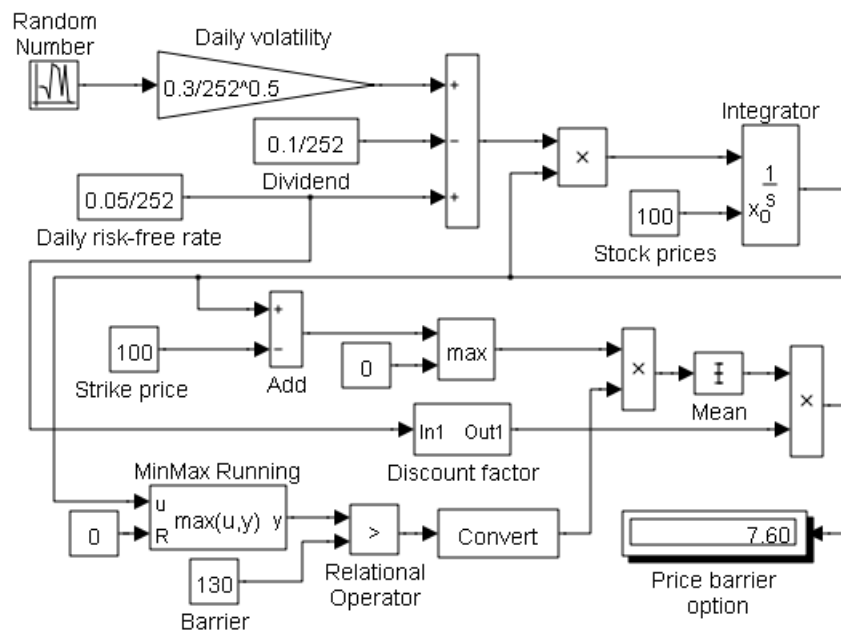 Random
Number
Daily volatility
0.3/252^0.5
+
0.1/252
−
Dividend
0.05/252
+
Daily risk-free rate
×
Integrator
1
s
x0
100
Stock prices
+
100
−
Strike price
Add
0
max
×
Mean
×
In1 Out1
Discount factor
MinMax Running
u
R
max(u,y) y
0
>
Relational
Operator
Convert
130
Barrier
7.60
Price barrier
option